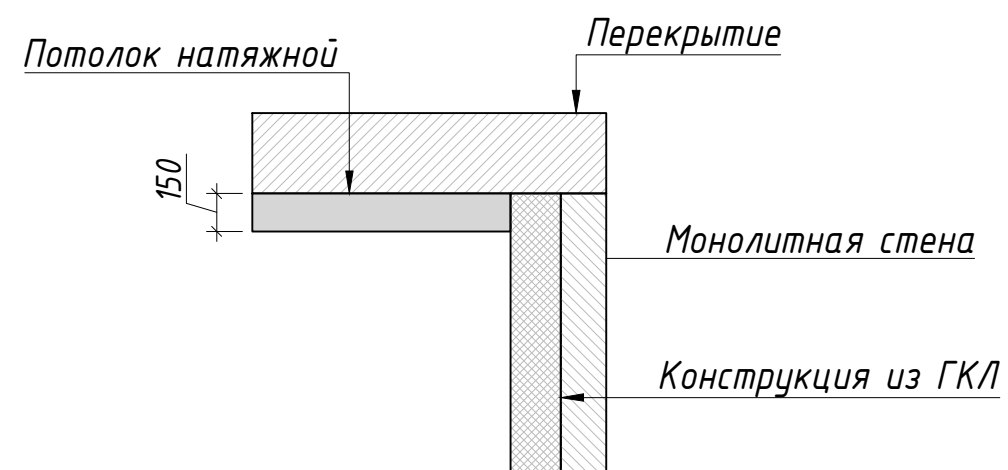 Перекрытие
Потолок натяжной
150
Монолитная стена
Конструкция из ГКЛ